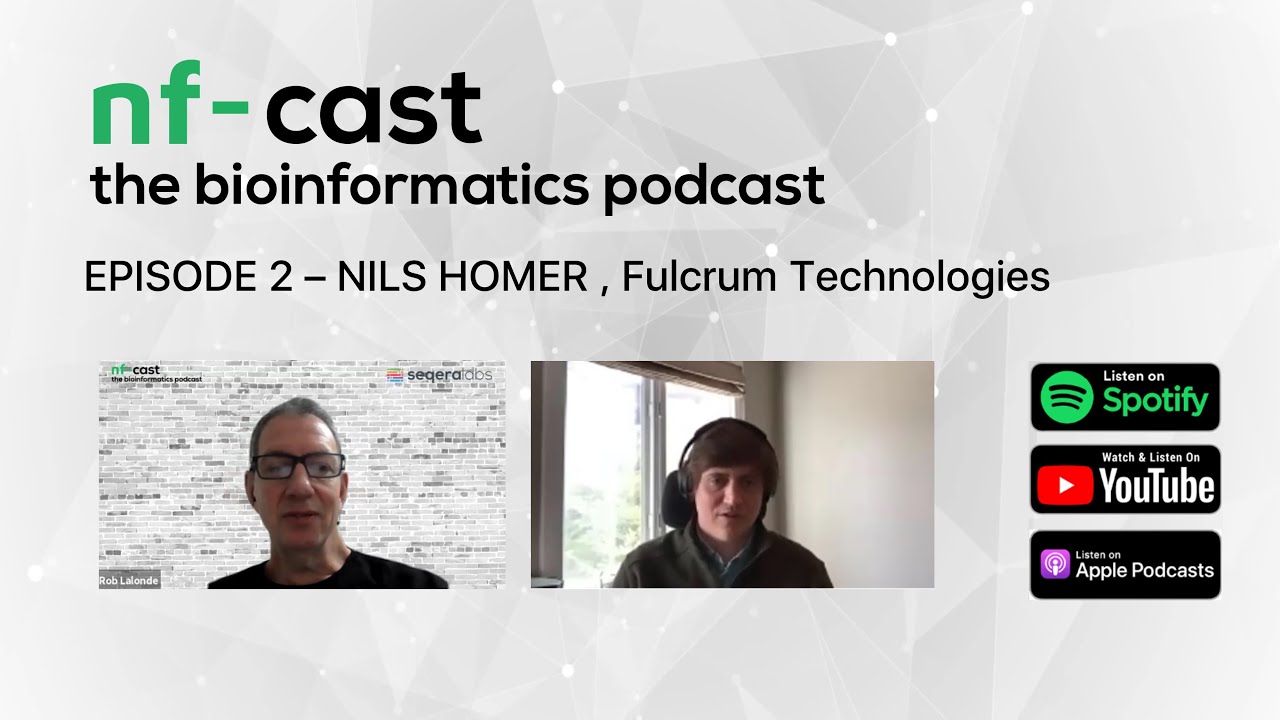 nf-cast
the bioinformatics podcast
EPISODE 2 – NILS HOMER , Fulcrum Technologies
nf-cast
the bioinformatics podcast
seqeralabs
Rob Lalonde
Listen on
Spotify
Watch & Listen On
YouTube
Listen on
Apple Podcasts